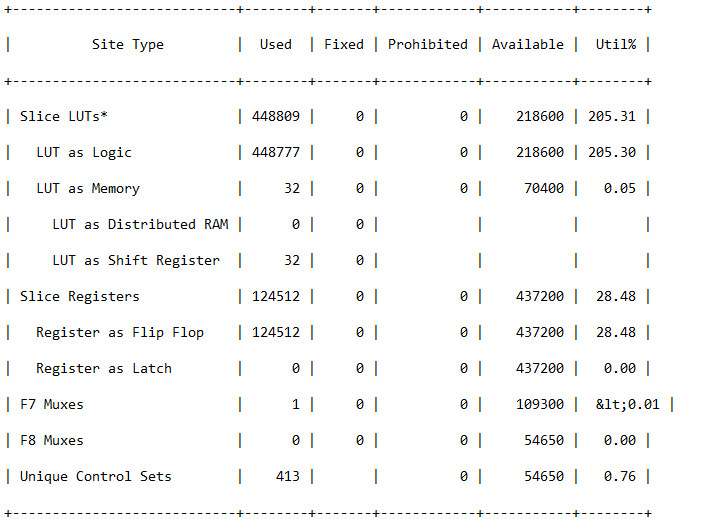 +----------------------------+--------+-------+------------+-----------+--------+
|          Site Type         |  Used  | Fixed | Prohibited | Available |  Util% |
+----------------------------+--------+-------+------------+-----------+--------+
| Slice LUTs*                | 448809 |     0 |          0 |    218600 | 205.31 |
|   LUT as Logic             | 448777 |     0 |          0 |    218600 | 205.30 |
|   LUT as Memory            |     32 |     0 |          0 |     70400 |   0.05 |
|     LUT as Distributed RAM |      0 |     0 |            |           |        |
|     LUT as Shift Register  |     32 |     0 |            |           |        |
| Slice Registers            | 124512 |     0 |          0 |    437200 |  28.48 |
|   Register as Flip Flop    | 124512 |     0 |          0 |    437200 |  28.48 |
|   Register as Latch        |      0 |     0 |          0 |    437200 |   0.00 |
| F7 Muxes                   |      1 |     0 |          0 |    109300 |  &lt;0.01 |
| F8 Muxes                   |      0 |     0 |          0 |     54650 |   0.00 |
| Unique Control Sets        |    413 |       |          0 |     54650 |   0.76 |
+----------------------------+--------+-------+------------+-----------+--------+